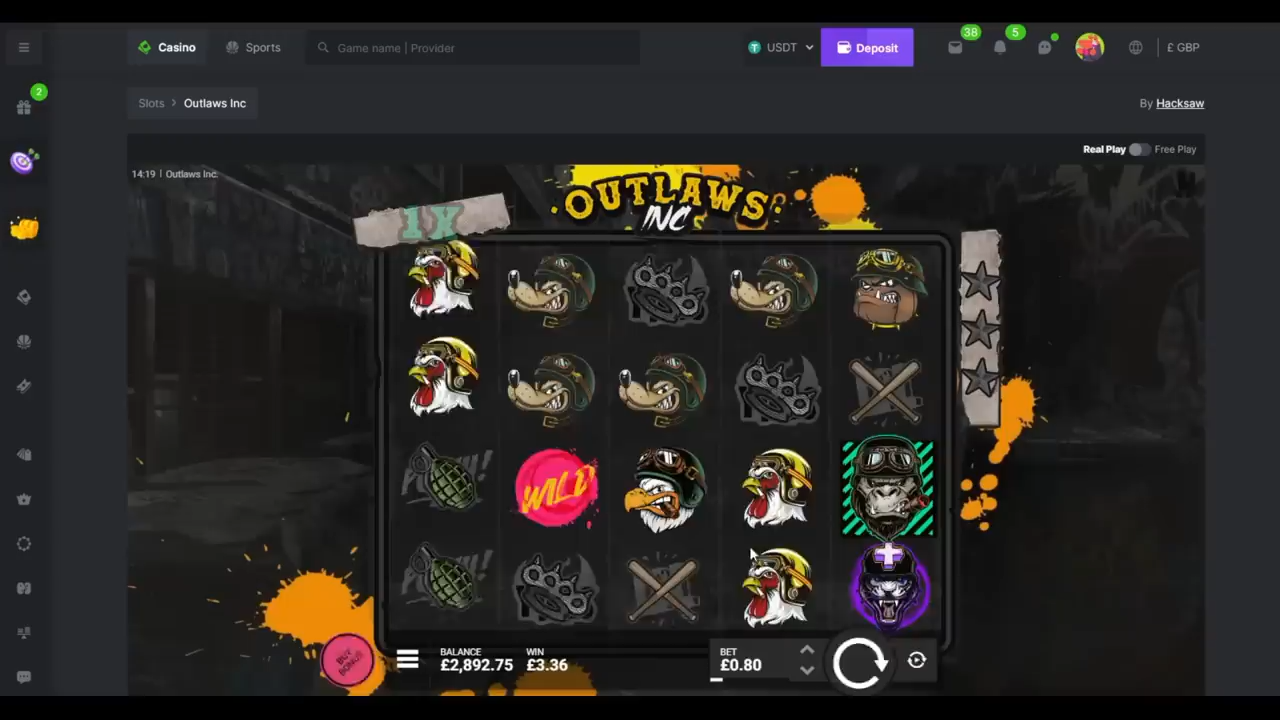 Casino
Sports
Game name | Provider
USDT
Deposit
38
5
£ GBP
2
Slots > Outlaws Inc
By Hacksaw
Real Play
Free Play
14:19 | Outlaws Inc.
OUTLAWS
INC
1X
WILD
BUY
BONUS
BALANCE
£2,892.75
WIN
£3.36
BET
£0.80